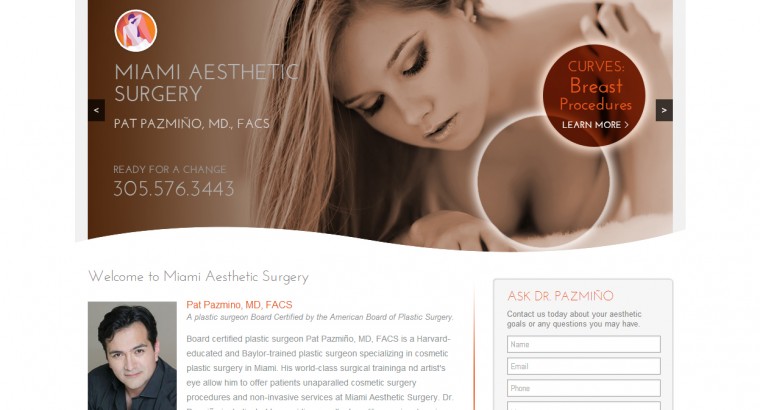 MIAMI AESTHETIC
SURGERY
PAT PAZMIÑO, MD., FACS
READY FOR A CHANGE
305.576.3443
<
>
CURVES:
Breast
Procedures
LEARN MORE >
Welcome to Miami Aesthetic Surgery
Pat Pazmino, MD, FACS
A plastic surgeon Board Certified by the American Board of Plastic Surgery.
Board certified plastic surgeon Pat Pazmiño, MD, FACS is a Harvard-
educated and Baylor-trained plastic surgeon specializing in cosmetic
plastic surgery in Miami. His world-class surgical traininga nd artist's
eye allow him to offer patients unparalled cosmetic surgery
procedures and non-invasive services at Miami Aesthetic Surgery. Dr.
ASK DR. PAZMIÑO
Contact us today about your aesthetic
goals or any questions you may have.
Name
Email
Phone